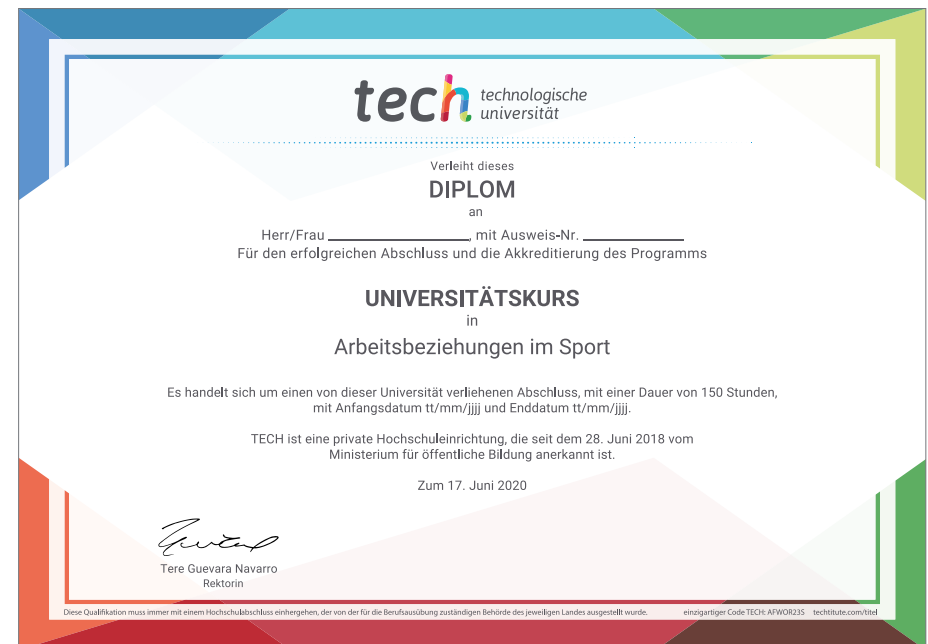 tech technologische
universität
Verleiht dieses
DIPLOM
an
Herr/Frau ____________, mit Ausweis-Nr. ____________
Für den erfolgreichen Abschluss und die Akkreditierung des Programms
UNIVERSITÄTSKURS
in
Arbeitsbeziehungen im Sport
Es handelt sich um einen von dieser Universität verliehenen Abschluss, mit einer Dauer von 150 Stunden,
mit Anfangsdatum tt/mm/jjjj und Enddatum tt/mm/jjjj.
TECH ist eine private Hochschuleinrichtung, die seit dem 28. Juni 2018 vom
Ministerium für öffentliche Bildung anerkannt ist.
Zum 17. Juni 2020
Tere Guevara Navarro
Rektorin
Diese Qualifikation muss immer mit einem Hochschulabschluss einhergehen, der von der für die Berufsausübung zuständigen Behörde des jeweiligen Landes ausgestellt wurde. einzigartiger Code TECH: AFWOR23S techtitute.com/titel